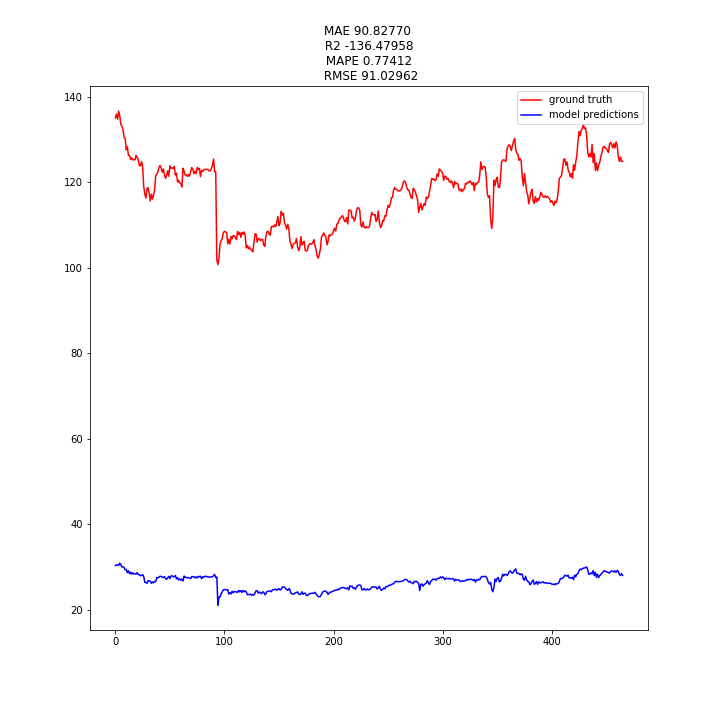 MAE 90.82770
R2 -136.47958
MAPE 0.77412
RMSE 91.02962
ground truth
model predictions
140
120
100
80
60
40
20
0 100 200 300 400